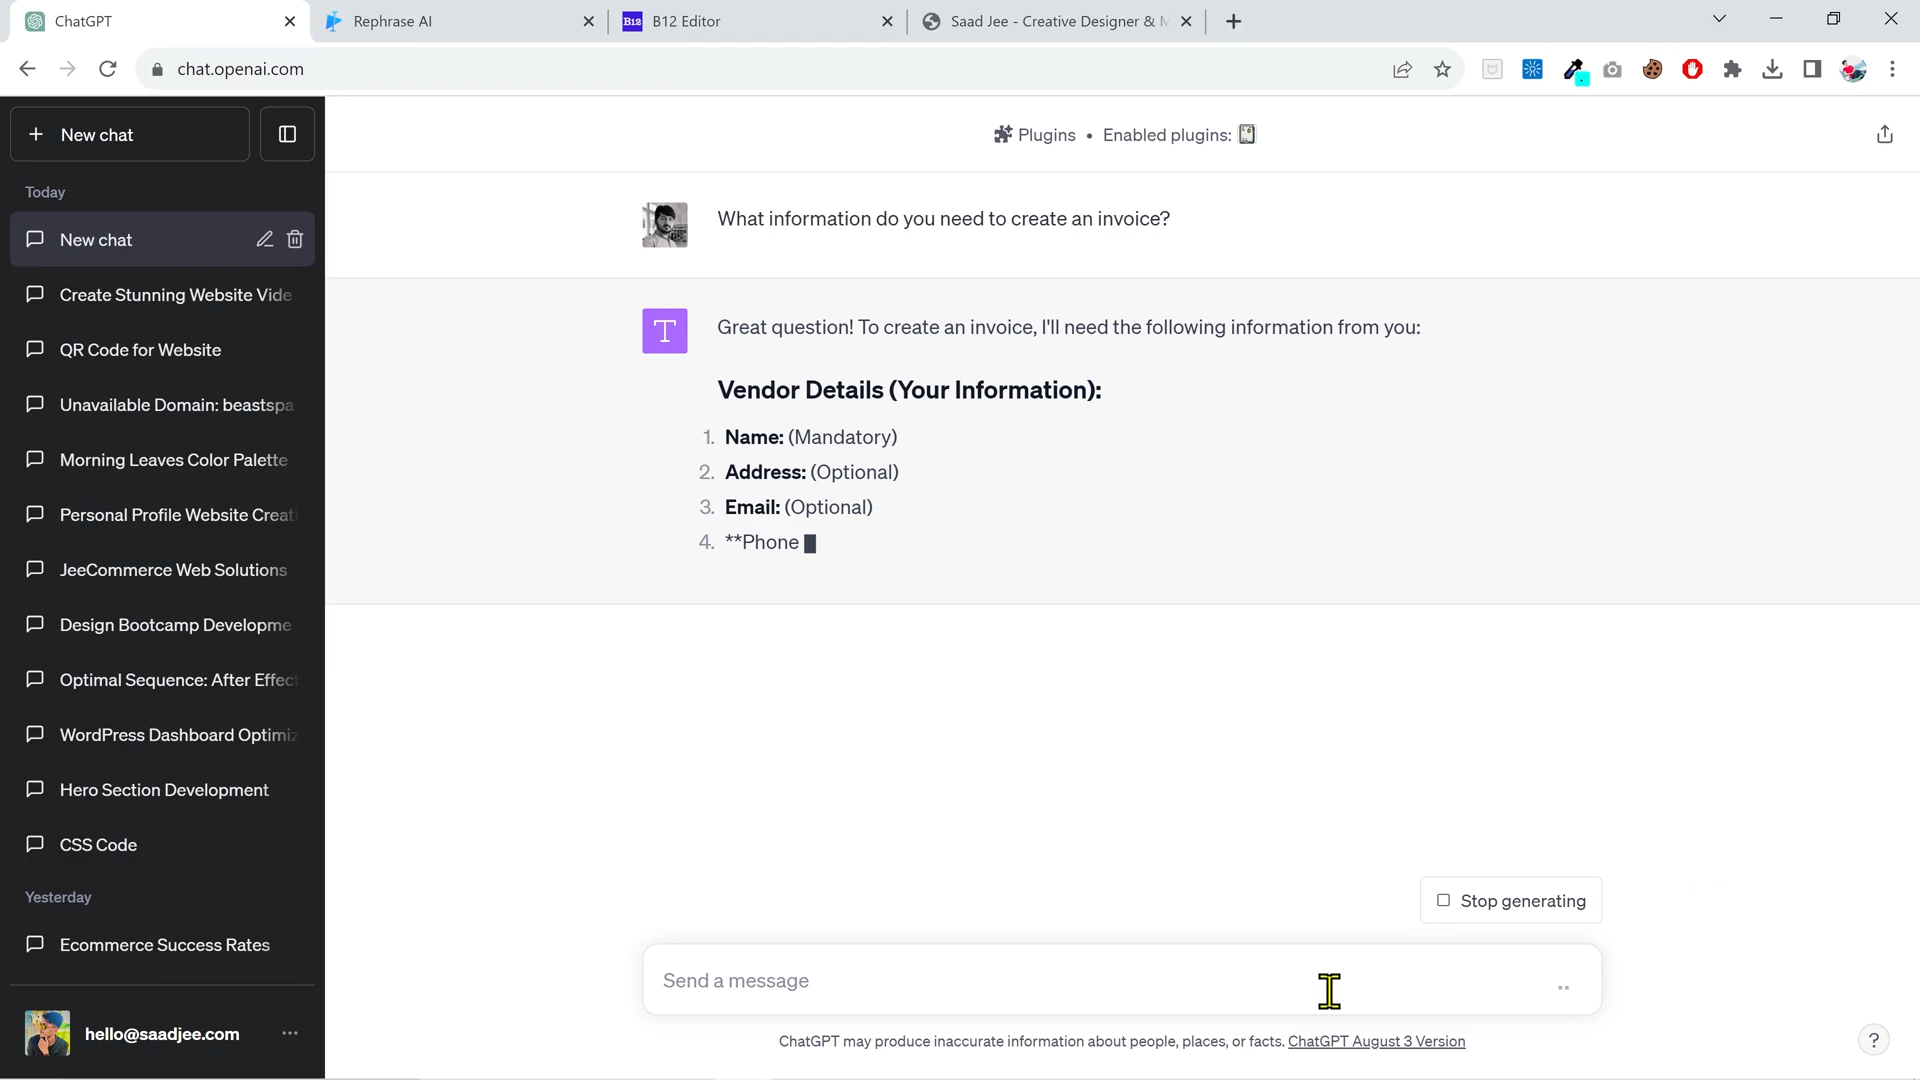 ChatGPT
Rephrase AI
B12
B12 Editor
Saad Jee - Creative Designer & M
chat.openai.com
New chat
Today
New chat
Create Stunning Website Vide
QR Code for Website
Unavailable Domain: beastspa
Morning Leaves Color Palette
Personal Profile Website Creati
JeeCommerce Web Solutions
Design Bootcamp Developme
Optimal Sequence: After Effect
WordPress Dashboard Optimiz
Hero Section Development
CSS Code
Yesterday
Ecommerce Success Rates
hello@saadjee.com
Plugins • Enabled plugins:
What information do you need to create an invoice?
T
Great question! To create an invoice, I'll need the following information from you:
Vendor Details (Your Information):
1. Name: (Mandatory)
2. Address: (Optional)
3. Email: (Optional)
4. **Phone
Stop generating
Send a message
ChatGPT may produce inaccurate information about people, places, or facts. ChatGPT August 3 Version
?